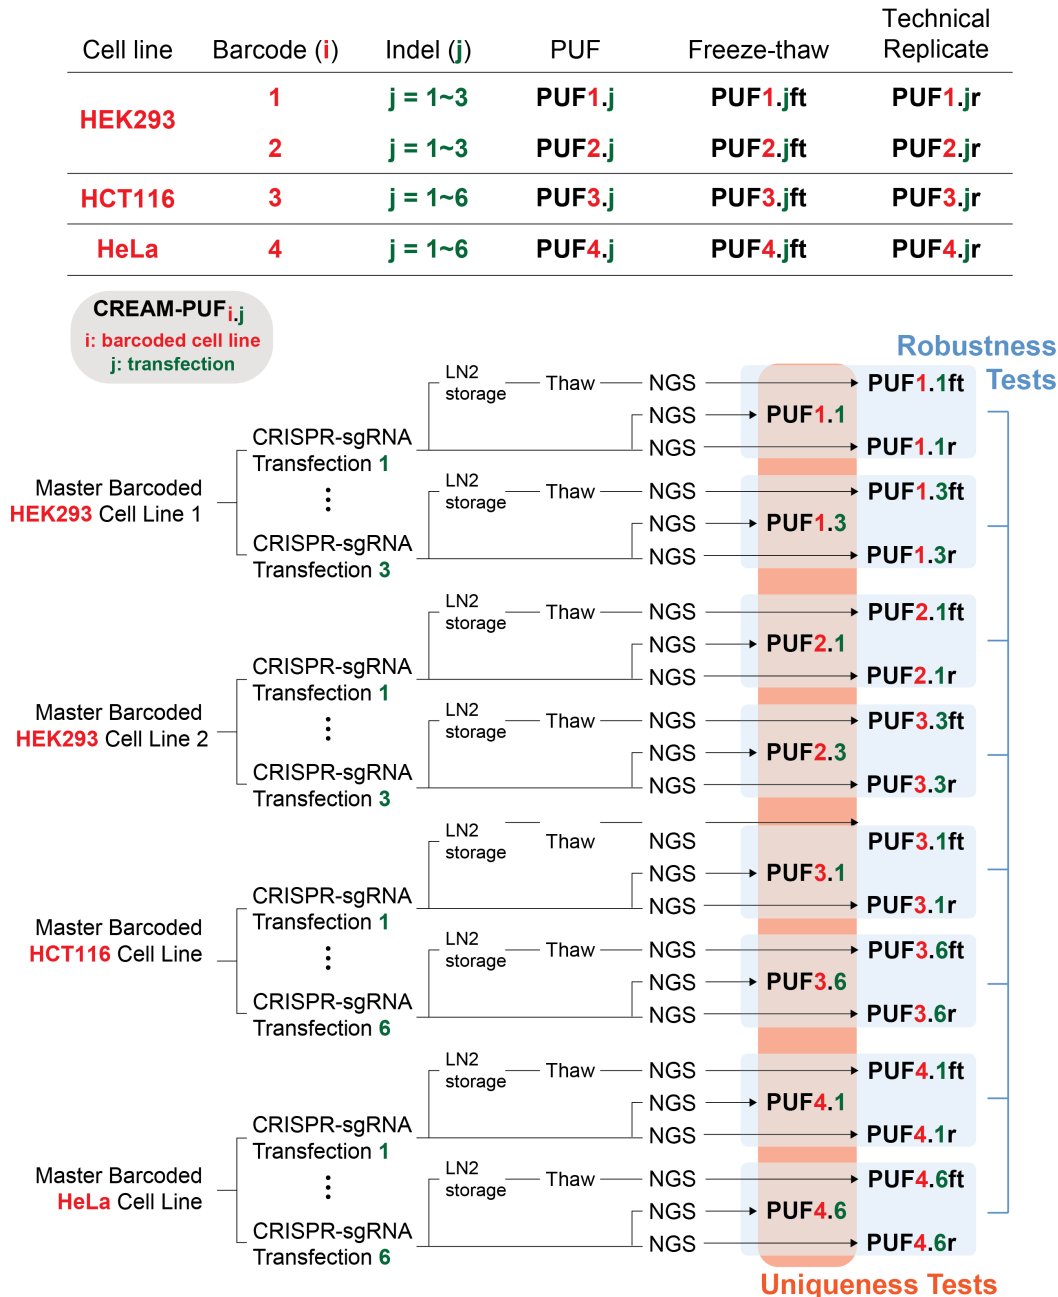 Cell line Barcode (i) Indel (j) PUF Freeze-thaw Technical Replicate
HEK293 1 j = 1~3 PUF1.j PUF1.jft PUF1.jr
2 j = 1~3 PUF2.j PUF2.jft PUF2.jr
HCT116 3 j = 1~6 PUF3.j PUF3.jft PUF3.jr
HeLa 4 j = 1~6 PUF4.j PUF4.jft PUF4.jr
CREAM-PUFi.j
i: barcoded cell line
j: transfection
Robustness
Tests
Master Barcoded
HEK293 Cell Line 1
CRISPR-sgRNA
Transfection 1
LN2
storage
Thaw
NGS
PUF1.1ft
NGS
PUF1.1
NGS
PUF1.1r
⋮
CRISPR-sgRNA
Transfection 3
LN2
storage
Thaw
NGS
PUF1.3ft
NGS
PUF1.3
NGS
PUF1.3r
Master Barcoded
HEK293 Cell Line 2
CRISPR-sgRNA
Transfection 1
LN2
storage
Thaw
NGS
PUF2.1ft
NGS
PUF2.1
NGS
PUF2.1r
⋮
CRISPR-sgRNA
Transfection 3
LN2
storage
Thaw
NGS
PUF3.3ft
NGS
PUF2.3
NGS
PUF3.3r
Master Barcoded
HCT116 Cell Line
CRISPR-sgRNA
Transfection 1
LN2
storage
Thaw
NGS
PUF3.1ft
NGS
PUF3.1
NGS
PUF3.1r
⋮
CRISPR-sgRNA
Transfection 6
LN2
storage
Thaw
NGS
PUF3.6ft
NGS
PUF3.6
NGS
PUF3.6r
Master Barcoded
HeLa Cell Line
CRISPR-sgRNA
Transfection 1
LN2
storage
Thaw
NGS
PUF4.1ft
NGS
PUF4.1
NGS
PUF4.1r
⋮
CRISPR-sgRNA
Transfection 6
LN2
storage
Thaw
NGS
PUF4.6ft
NGS
PUF4.6
NGS
PUF4.6r
Uniqueness Tests